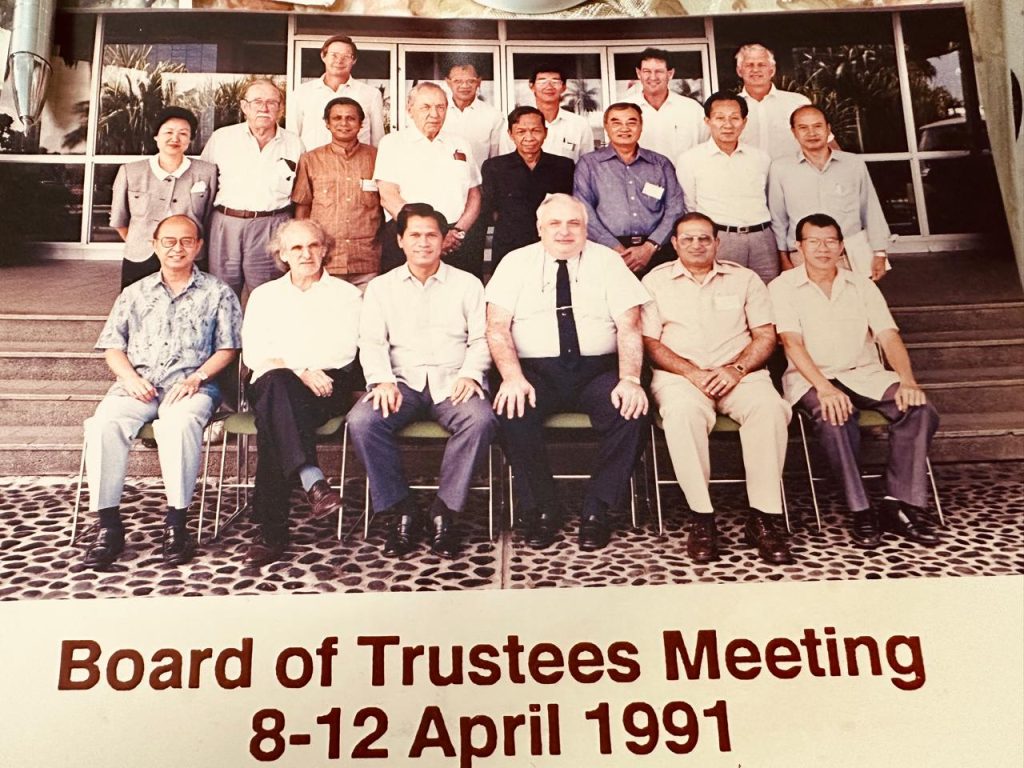 Board of Trustees Meeting
8-12 April 1991